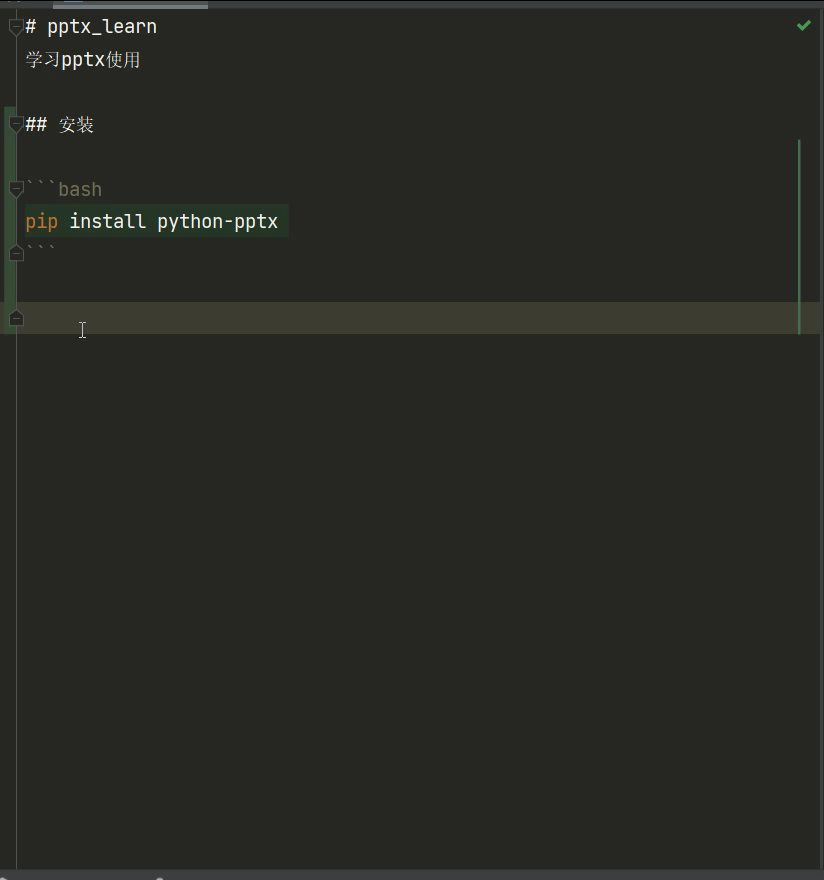 # pptx_learn
学习pptx使用
## 安装
```bash
pip install python-pptx
```